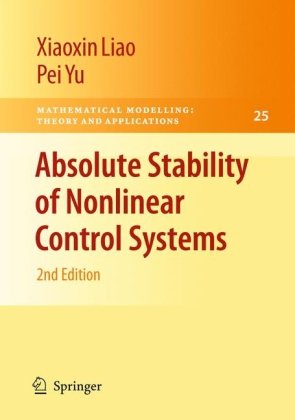 Xiaoxin Liao
Pei Yu
MATHEMATICAL MODELLING:
THEORY AND APPLICATIONS
25
Absolute Stability
of Nonlinear
Control Systems
2nd Edition
Springer